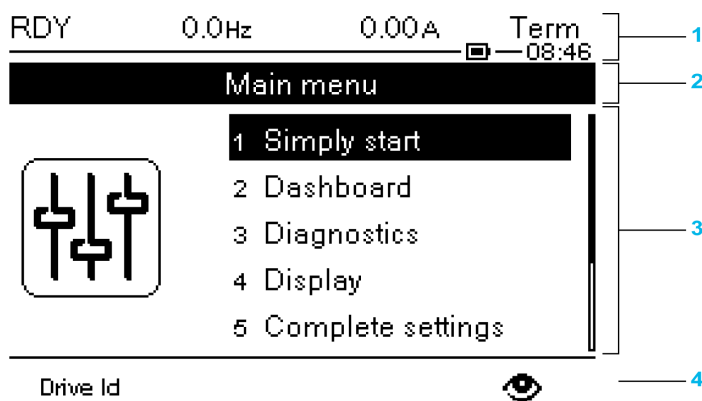 RDY 0.0Hz 0.00A Term 1
08:46
Main menu 2
1 Simply start
2 Dashboard
3 Diagnostics 3
4 Display
5 Complete settings
Drive Id 4